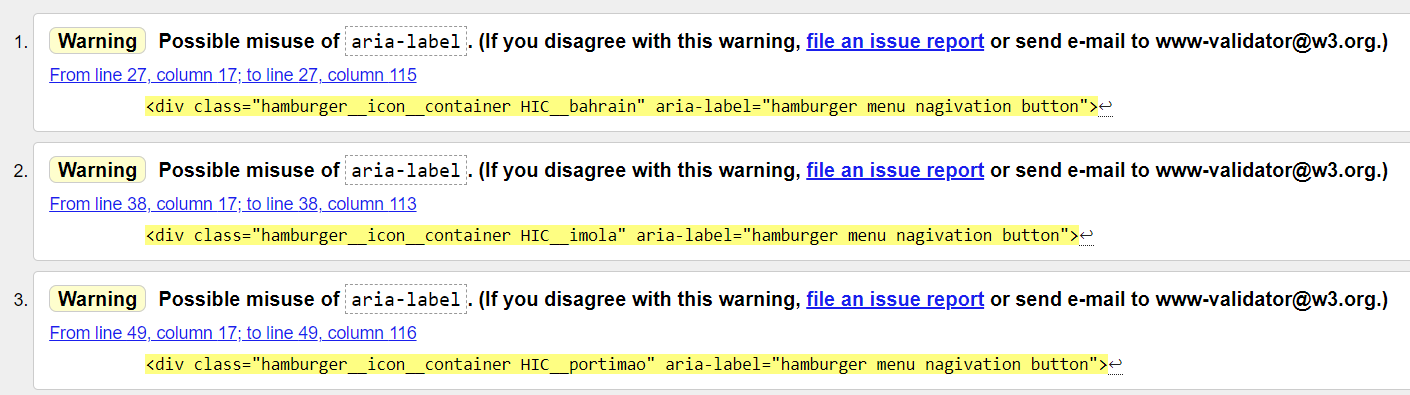 1. Warning Possible misuse of aria-label. (If you disagree with this warning, file an issue report or send e-mail to www-validator@w3.org.)
From line 27, column 17; to line 27, column 115
<div class="hamburger__icon__container HIC__bahrain" aria-label="hamburger menu nagivation button">↩
2. Warning Possible misuse of aria-label. (If you disagree with this warning, file an issue report or send e-mail to www-validator@w3.org.)
From line 38, column 17; to line 38, column 113
<div class="hamburger__icon__container HIC__imola" aria-label="hamburger menu nagivation button">↩
3. Warning Possible misuse of aria-label. (If you disagree with this warning, file an issue report or send e-mail to www-validator@w3.org.)
From line 49, column 17; to line 49, column 116
<div class="hamburger__icon__container HIC__portimao" aria-label="hamburger menu nagivation button">↩